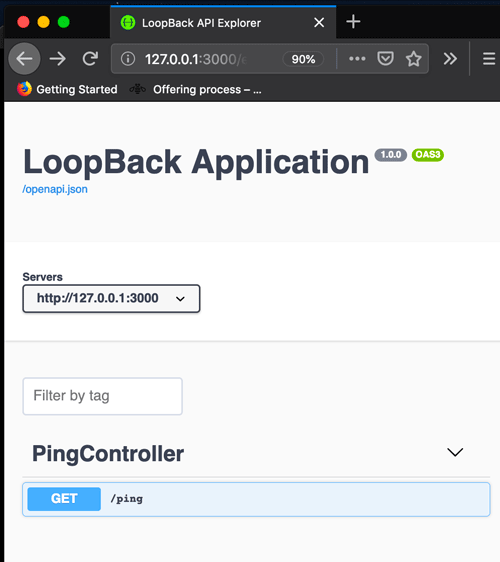 LoopBack API Explorer
127.0.0.1:3000/e
90%
Getting Started
Offering process – ...
LoopBack Application 1.0.0 OAS3
/openapi.json
Servers
http://127.0.0.1:3000
Filter by tag
PingController
GET /ping